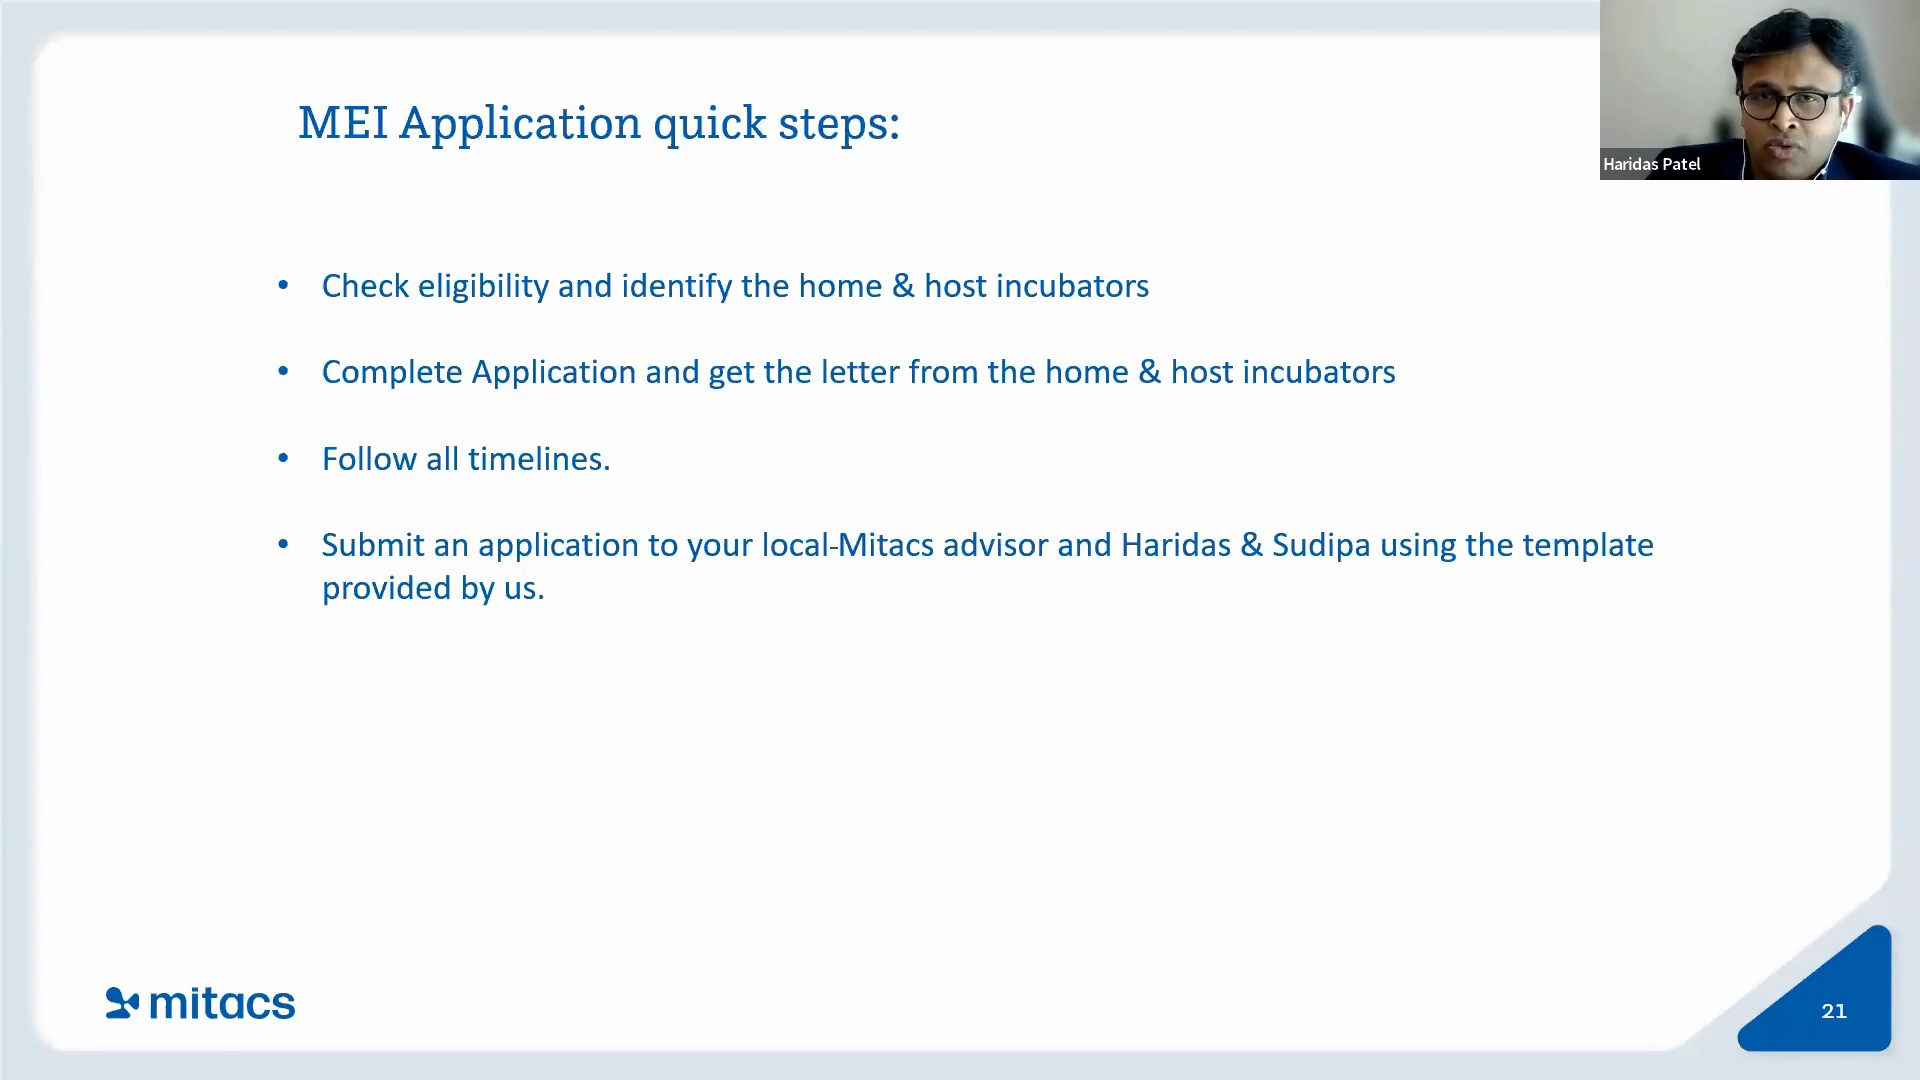 MEI Application quick steps:
Haridas Patel
• Check eligibility and identify the home & host incubators
• Complete Application and get the letter from the home & host incubators
• Follow all timelines.
• Submit an application to your local-Mitacs advisor and Haridas & Sudipa using the template
provided by us.
mitacs
21